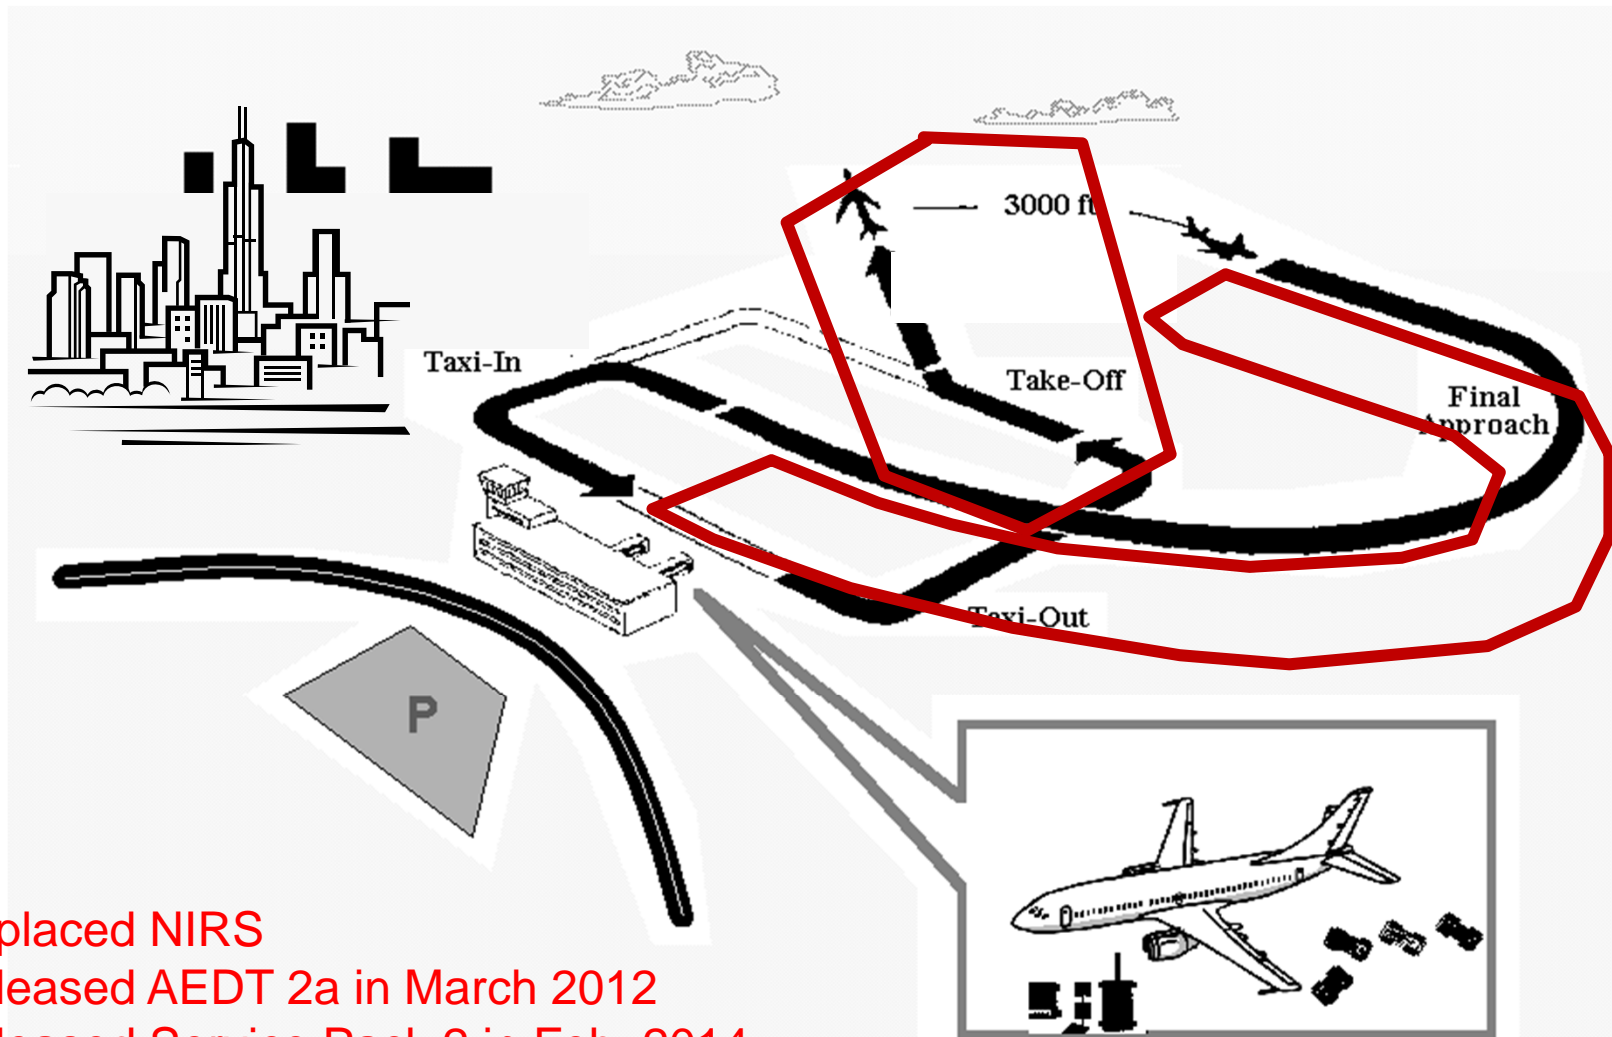 3000 ft
Taxi-In
Take-Off
Final
Approach
Taxi-Out
P
placed NIRS
leased AEDT 2a in March 2012